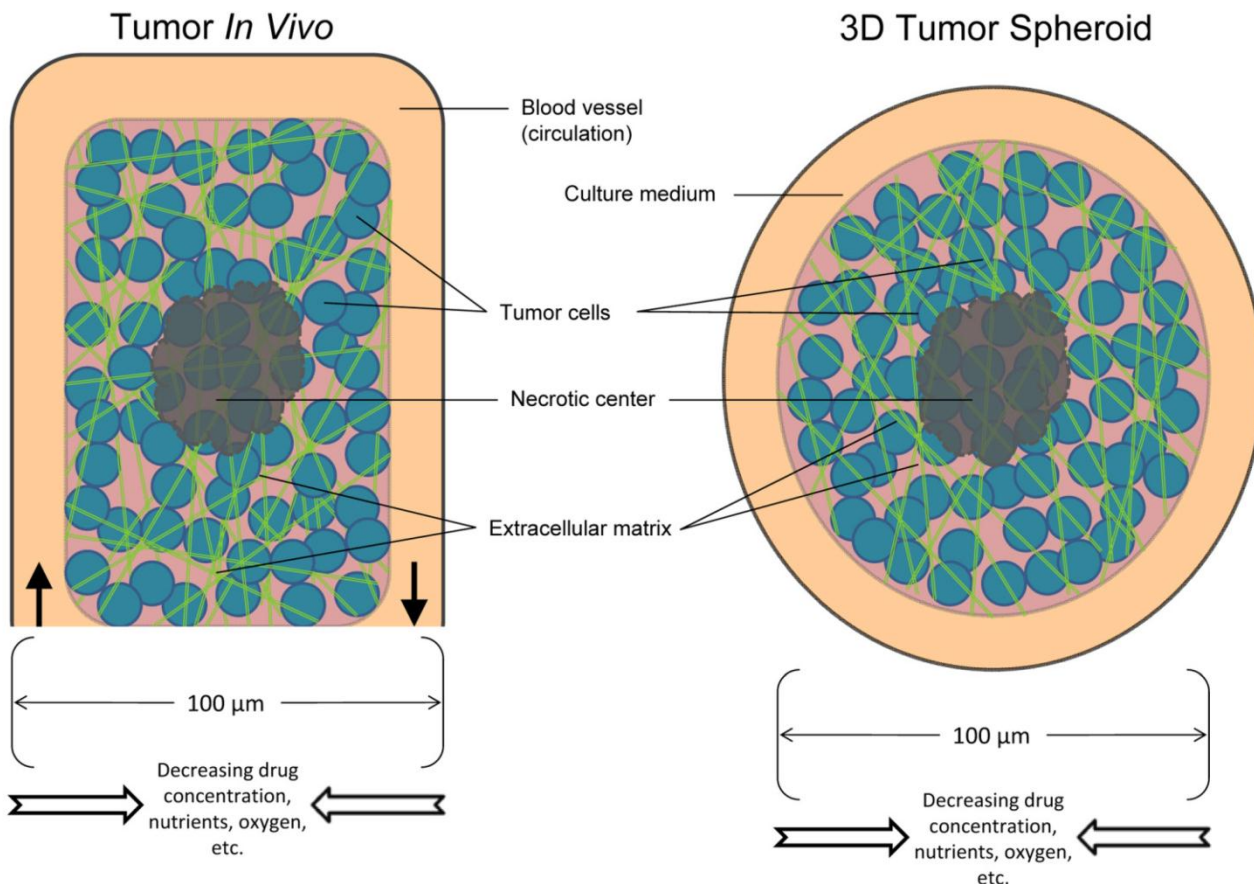 Tumor In Vivo
3D Tumor Spheroid
Blood vessel
(circulation)
Culture medium
Tumor cells
Necrotic center
Extracellular matrix
100 µm
Decreasing drug
concentration,
nutrients, oxygen,
etc.
100 µm
Decreasing drug
concentration,
nutrients, oxygen,
etc.